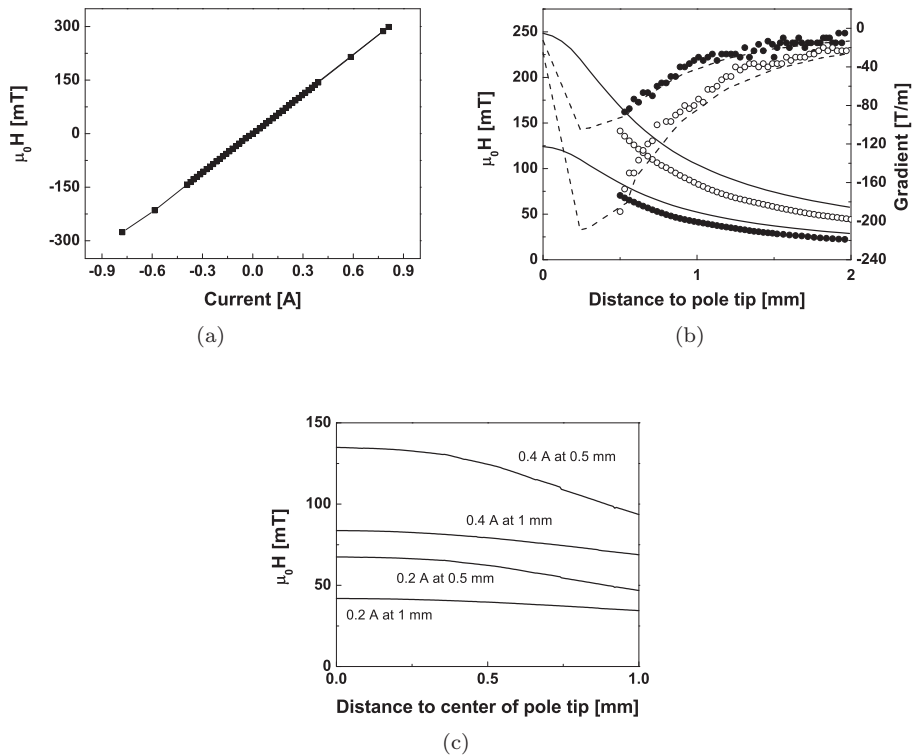 300
150
0
-150
-300
μ₀H [mT]
-0.9 -0.6 -0.3 0.0 0.3 0.6 0.9
Current [A]
(a)
250
200
150
100
50
0
μ₀H [mT]
0
-40
-80
-120
-160
-200
-240
Gradient [T/m]
0 1 2
Distance to pole tip [mm]
(b)
150
100
50
0
μ₀H [mT]
0.4 A at 0.5 mm
0.4 A at 1 mm
0.2 A at 0.5 mm
0.2 A at 1 mm
0.0 0.5 1.0
Distance to center of pole tip [mm]
(c)